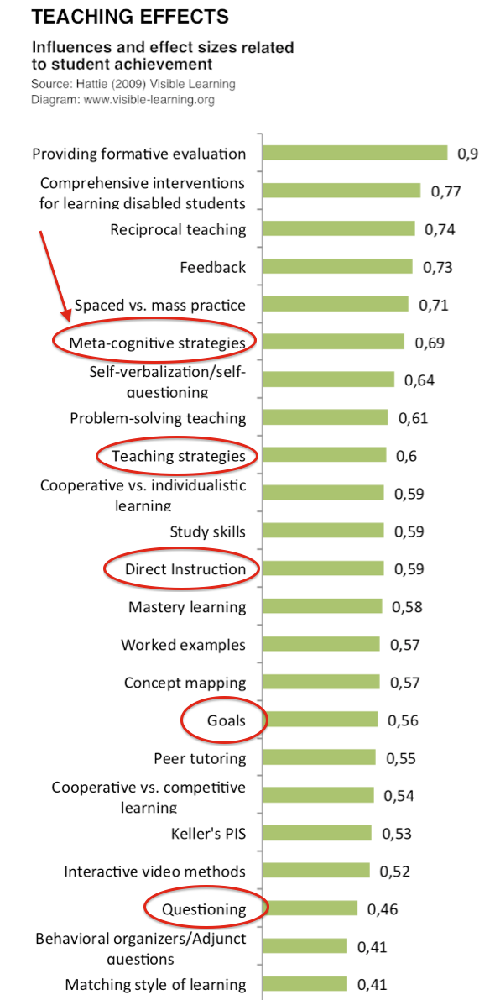 TEACHING EFFECTS
Influences and effect sizes related
to student achievement
Source: Hattie (2009) Visible Learning
Diagram: www.visible-learning.org
Providing formative evaluation 0,9
Comprehensive interventions
for learning disabled students 0,77
Reciprocal teaching 0,74
Feedback 0,73
Spaced vs. mass practice 0,71
Meta-cognitive strategies 0,69
Self-verbalization/self-
questioning 0,64
Problem-solving teaching 0,61
Teaching strategies 0,6
Cooperative vs. individualistic
learning 0,59
Study skills 0,59
Direct Instruction 0,59
Mastery learning 0,58
Worked examples 0,57
Concept mapping 0,57
Goals 0,56
Peer tutoring 0,55
Cooperative vs. competitive
learning 0,54
Keller's PIS 0,53
Interactive video methods 0,52
Questioning 0,46
Behavioral organizers/Adjunct
questions 0,41
Matching style of learning 0,41